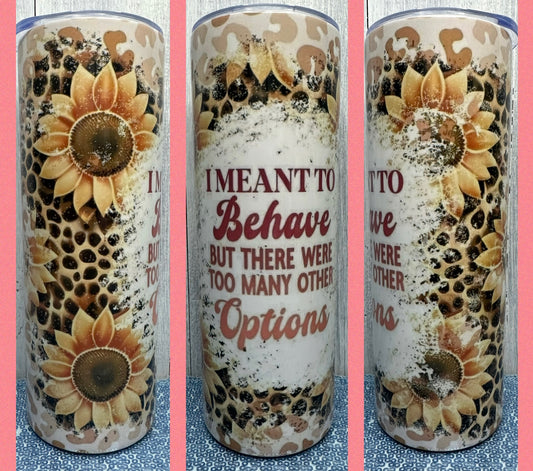 I MEANT TO
Behave
BUT THERE WERE
TOO MANY OTHER
Options